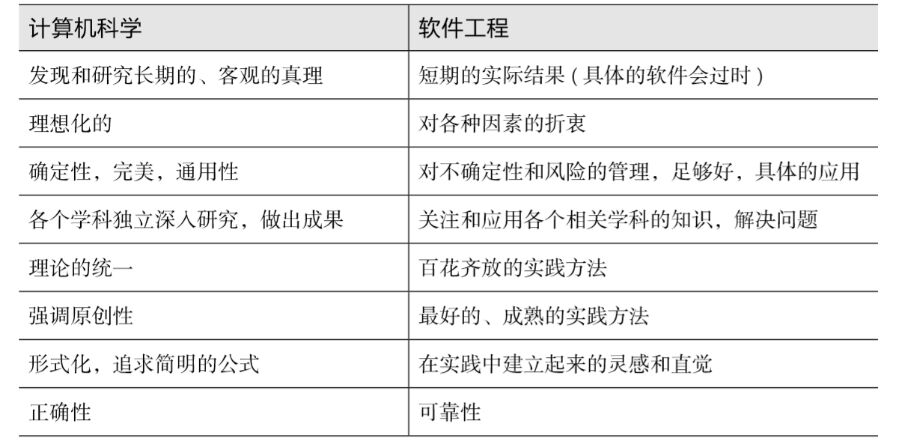 计算机科学 软件工程
发现和研究长期的、客观的真理 短期的实际结果(具体的软件会过时)
理想化的 对各种因素的折衷
确定性，完美，通用性 对不确定性和风险的管理，足够好，具体的应用
各个学科独立深入研究，做出成果 关注和应用各个相关学科的知识，解决问题
理论的统一 百花齐放的实践方法
强调原创性 最好的、成熟的实践方法
形式化，追求简明的公式 在实践中建立起来的灵感和直觉
正确性 可靠性